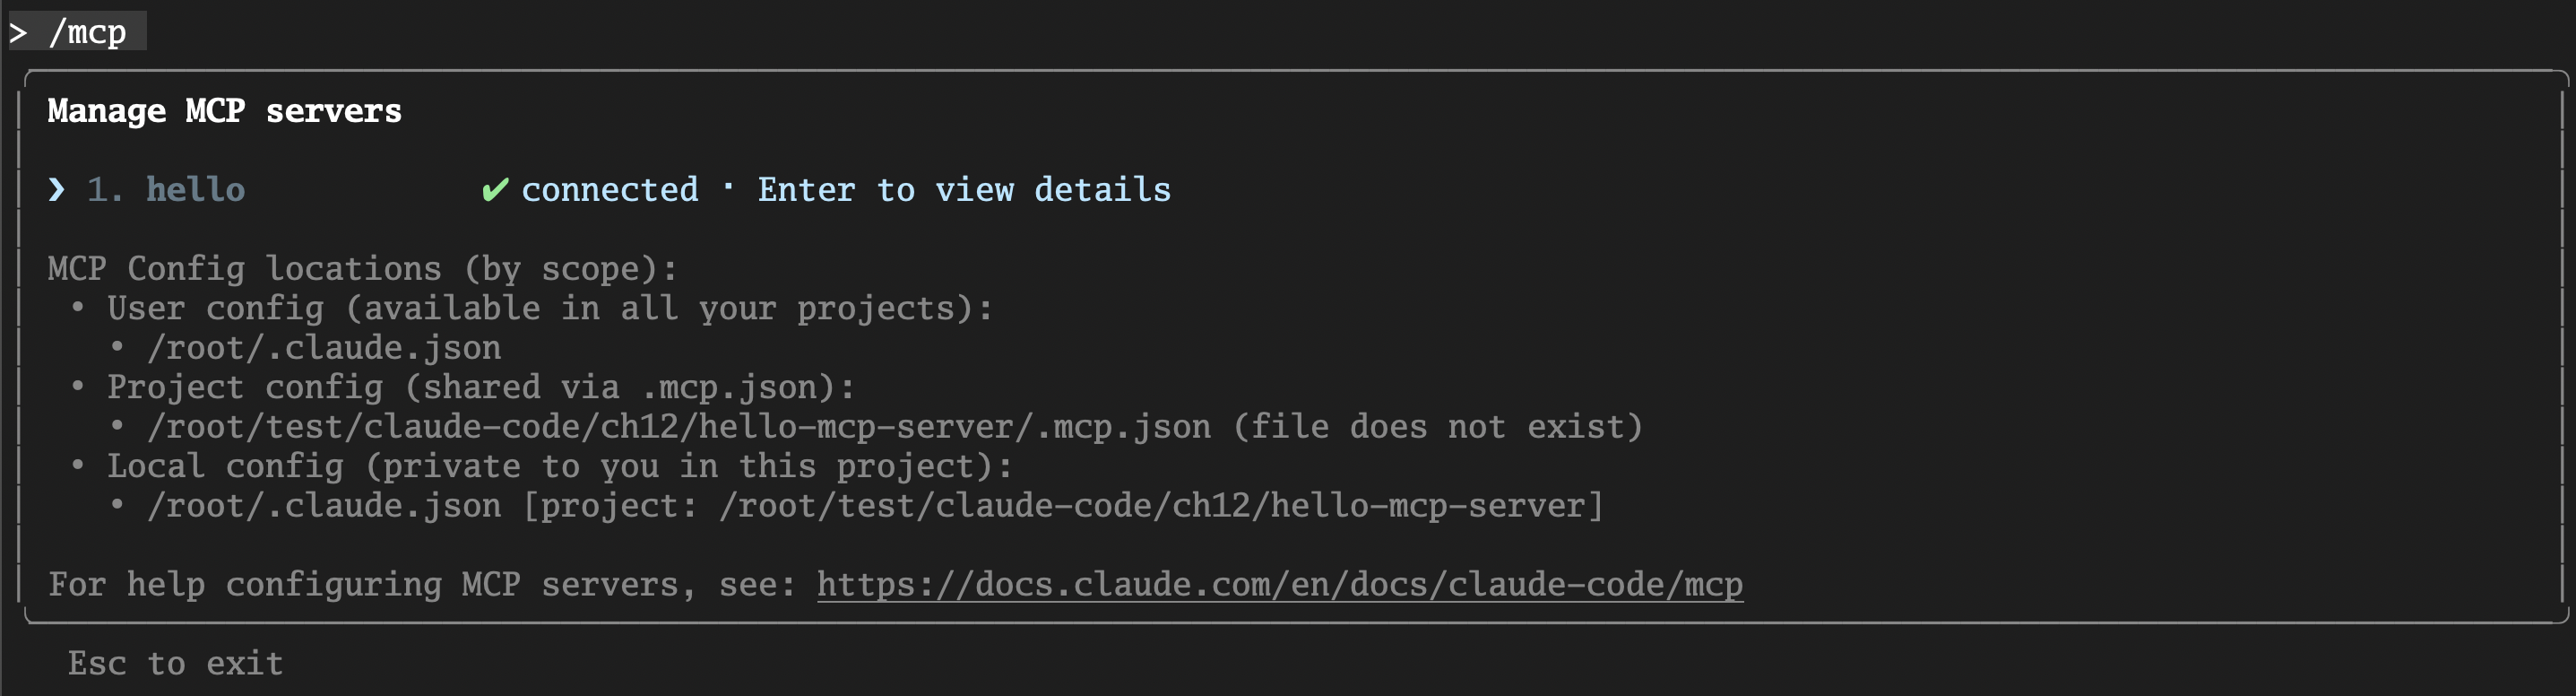 > /mcp
Manage MCP servers
❯ 1. hello ✔ connected · Enter to view details
MCP Config locations (by scope):
• User config (available in all your projects):
• /root/.claude.json
• Project config (shared via .mcp.json):
• /root/test/claude-code/ch12/hello-mcp-server/.mcp.json (file does not exist)
• Local config (private to you in this project):
• /root/.claude.json [project: /root/test/claude-code/ch12/hello-mcp-server]
For help configuring MCP servers, see: https://docs.claude.com/en/docs/claude-code/mcp
Esc to exit